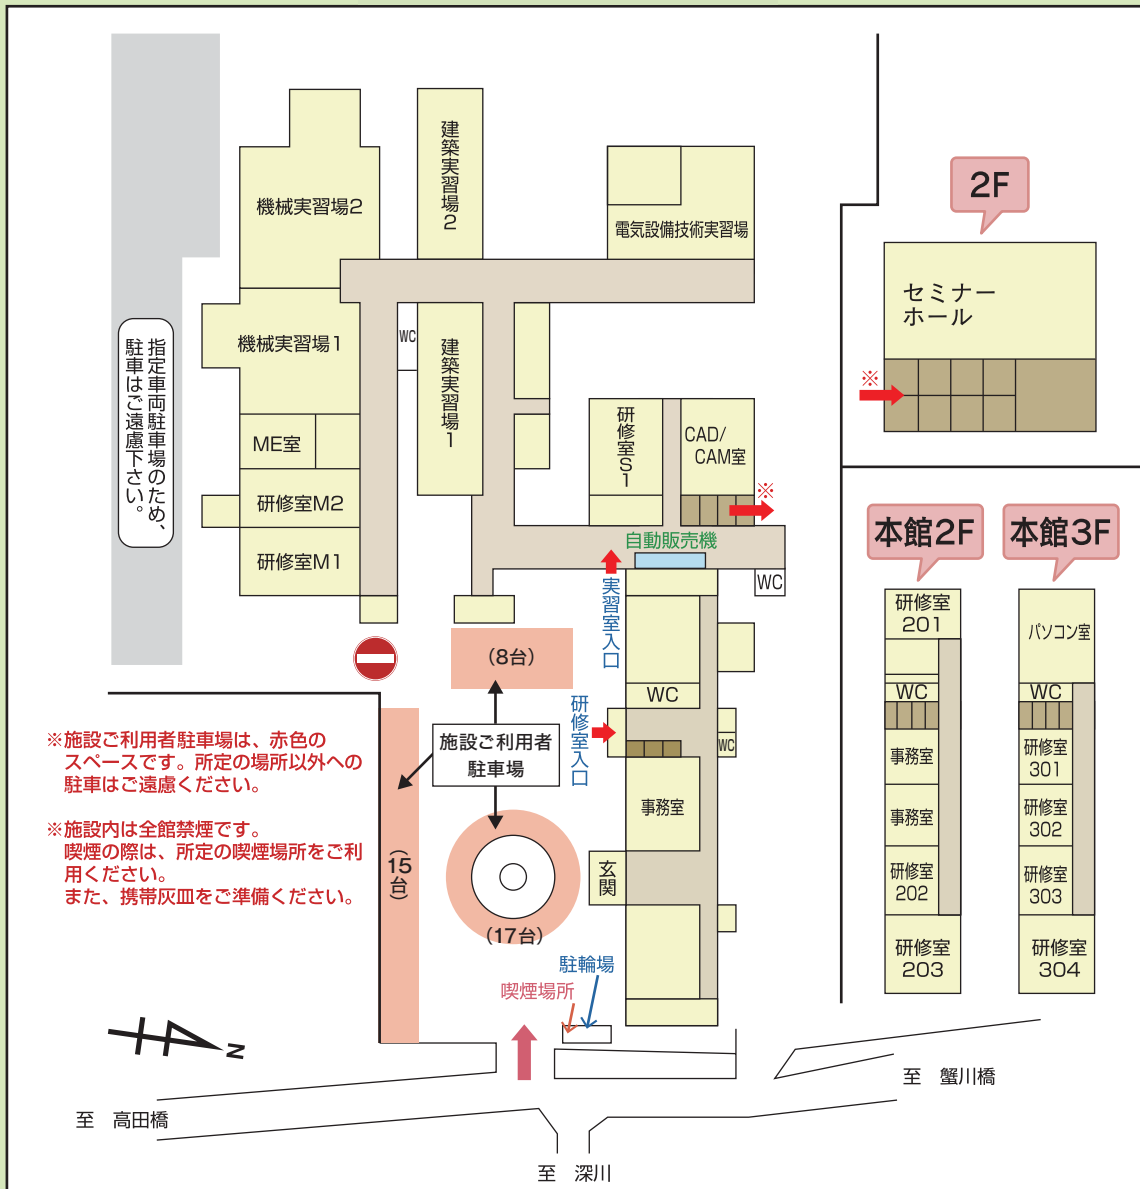 建築実習場2
機械実習場2
電気設備技術実習場
2F
セミナー
ホール
※
指定車両駐車場のため、
駐車はご遠慮下さい。
機械実習場1
WC
建築実習場1
研修室S1
CAD/
CAM室
※
ME室
研修室M2
研修室M1
自動販売機
WC
実習室入口
本館2F
本館3F
研修室
201
WC
事務室
事務室
研修室
202
研修室
203
パソコン室
WC
研修室
301
研修室
302
研修室
303
研修室
304
(8台)
WC
研修室入口
WC
施設ご利用者
駐車場
事務室
玄関
(15台)
(17台)
※施設ご利用者駐車場は、赤色の
スペースです。所定の場所以外への
駐車はご遠慮ください。
※施設内は全館禁煙です。
喫煙の際は、所定の喫煙場所をご利
用ください。
また、携帯灰皿をご準備ください。
駐輪場
喫煙場所
N
至 高田橋
至 蟹川橋
至 深川